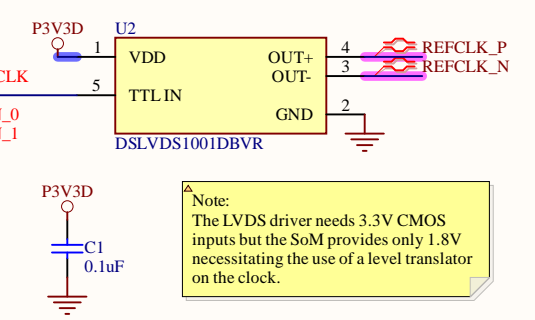 P3V3D
U2
1
VDD
OUT+
4
REFCLK_P
OUT-
3
REFCLK_N
CLK
5
TTL IN
_0
_1
GND
2
DSLVDS1001DBVR
P3V3D
C1
0.1uF
Note:
The LVDS driver needs 3.3V CMOS
inputs but the SoM provides only 1.8V
necessitating the use of a level translator
on the clock.